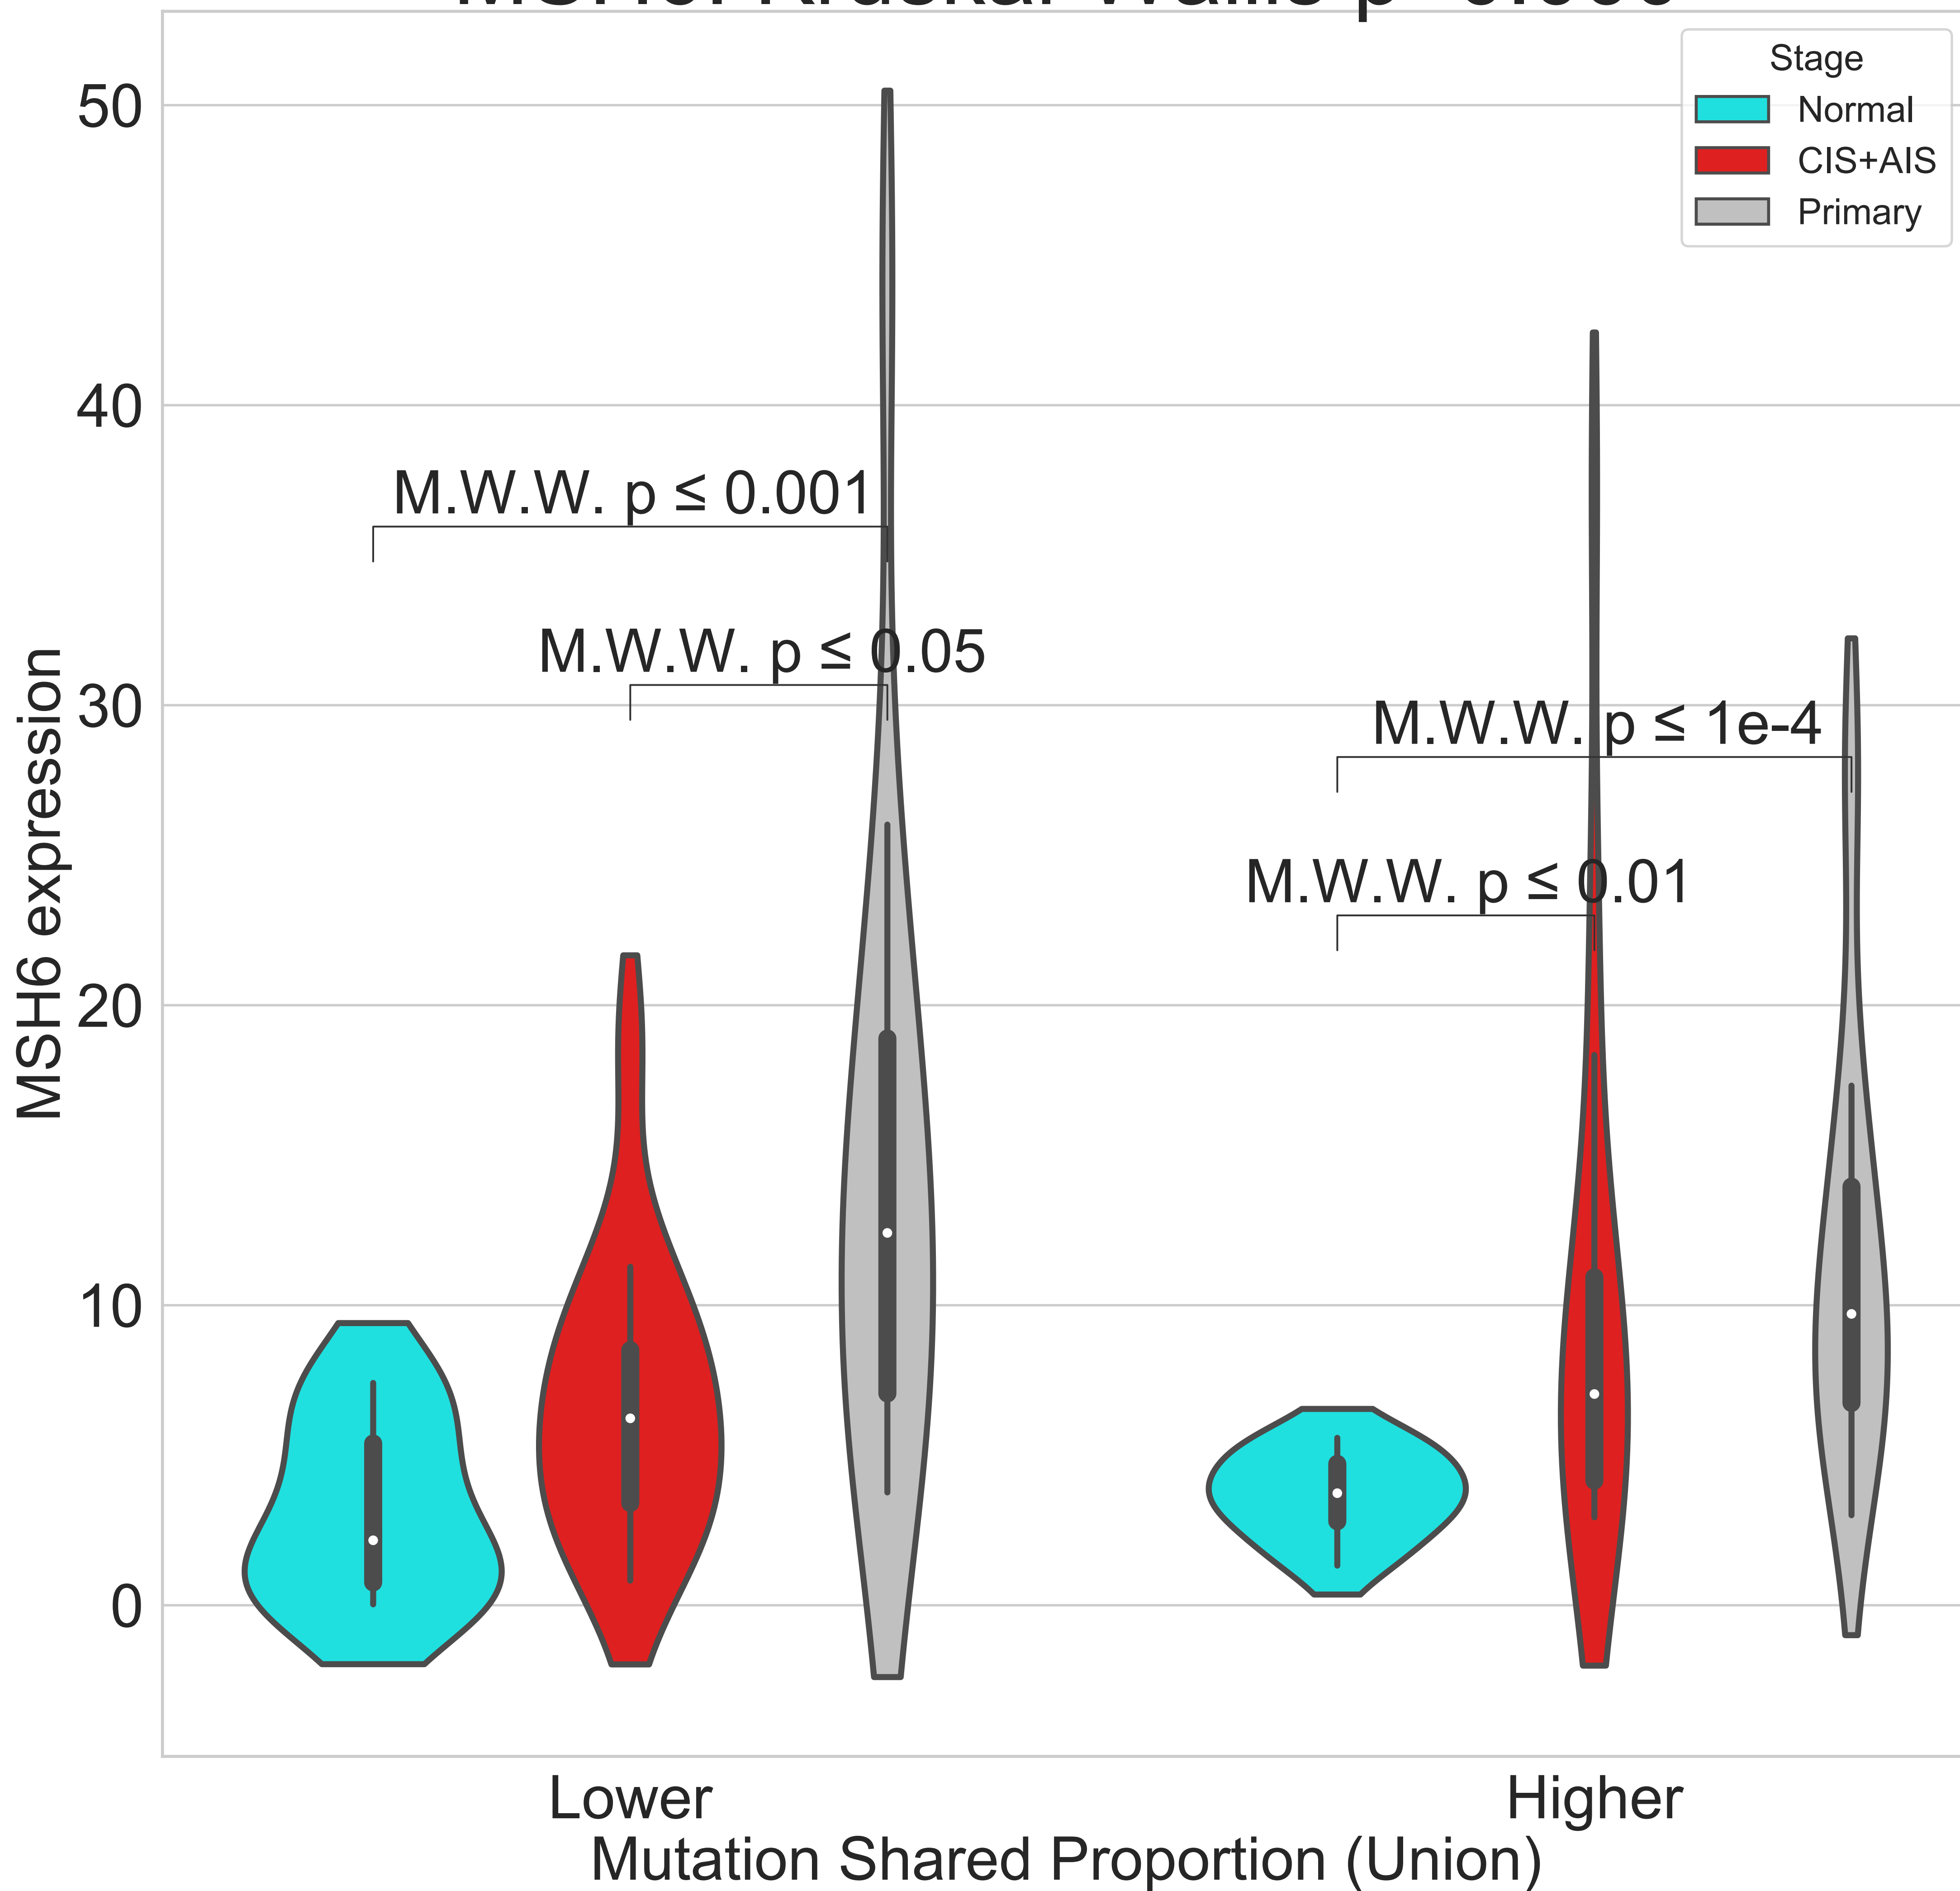 Stage
Normal
CIS+AIS
Primary
50
40
30
20
10
0
MSH6 expression
M.W.W. p ≤ 0.001
M.W.W. p ≤ 0.05
M.W.W. p ≤ 1e-4
M.W.W. p ≤ 0.01
Lower
Higher
Mutation Shared Proportion (Union)